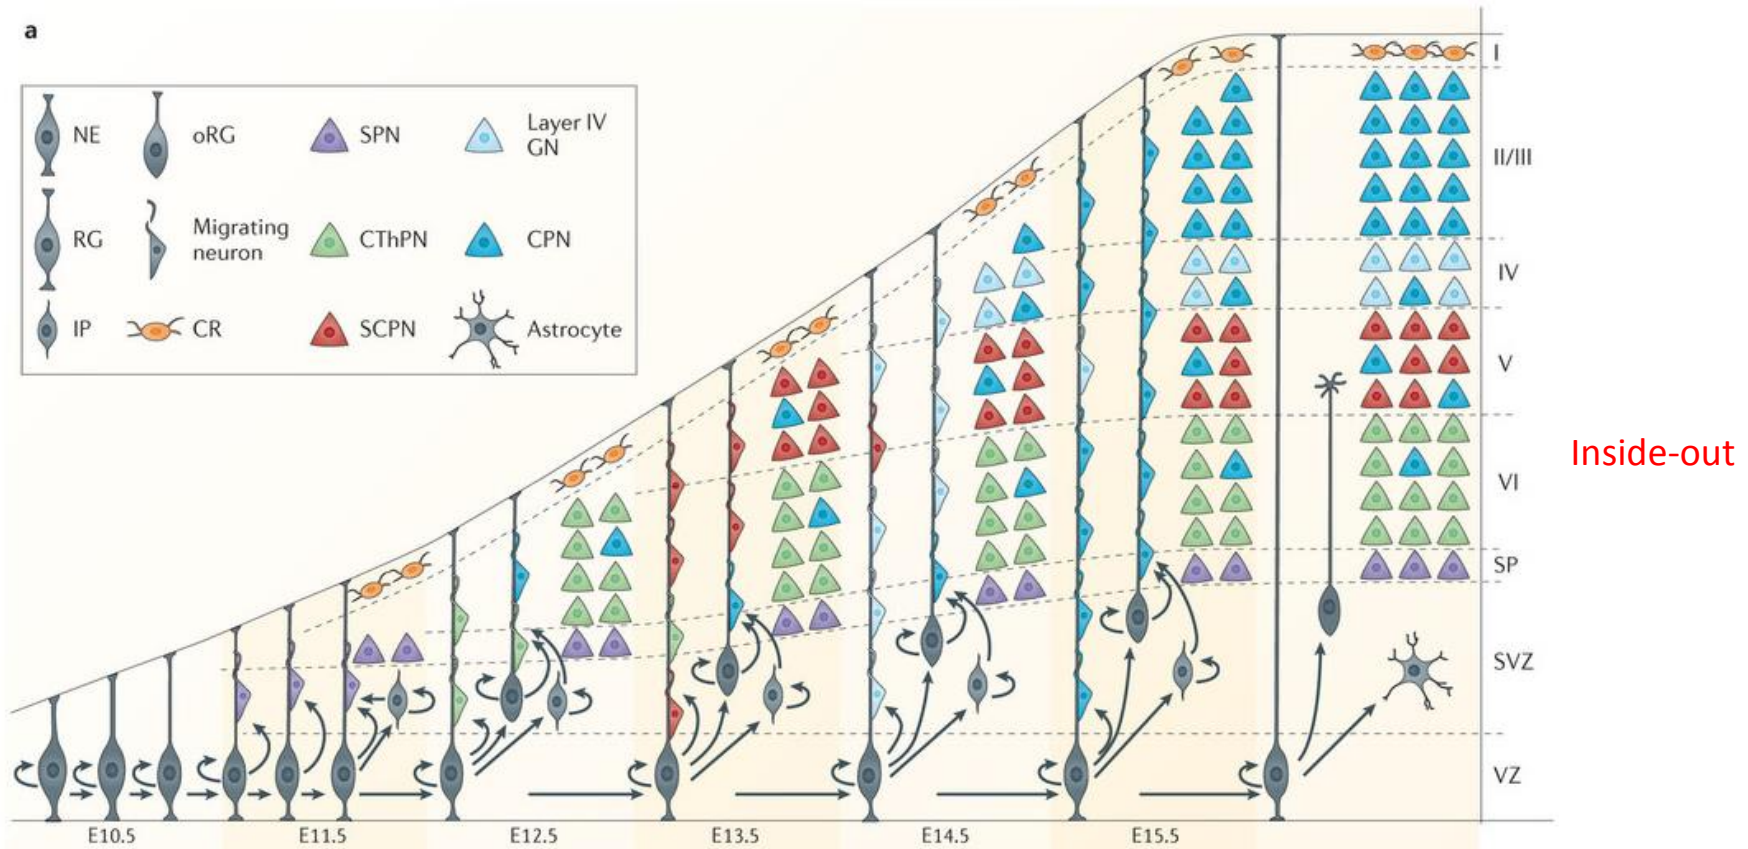 a
NE
oRG
SPN
Layer IV
GN
RG
Migrating
neuron
CThPN
CPN
IP
CR
SCPN
Astrocyte
I
II/III
IV
V
VI
SP
SVZ
VZ
Inside-out
E10.5
E11.5
E12.5
E13.5
E14.5
E15.5